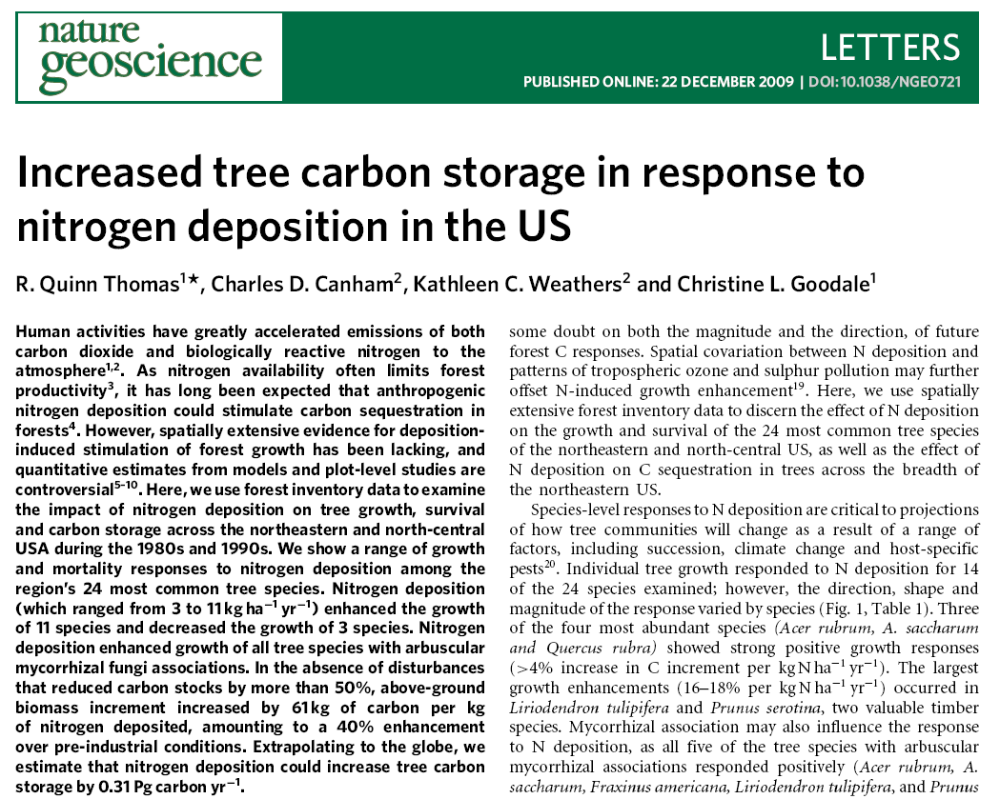 nature
geoscience
LETTERS
PUBLISHED ONLINE: 22 DECEMBER 2009 | DOI: 10.1038/NGEO721
Increased tree carbon storage in response to
nitrogen deposition in the US
R. Quinn Thomas¹★, Charles D. Canham², Kathleen C. Weathers² and Christine L. Goodale¹
Human activities have greatly accelerated emissions of both
carbon dioxide and biologically reactive nitrogen to the
atmosphere¹,². As nitrogen availability often limits forest
productivity³, it has long been expected that anthropogenic
nitrogen deposition could stimulate carbon sequestration in
forests⁴. However, spatially extensive evidence for deposition-
induced stimulation of forest growth has been lacking, and
quantitative estimates from models and plot-level studies are
controversial⁵⁻¹⁰. Here, we use forest inventory data to examine
the impact of nitrogen deposition on tree growth, survival
and carbon storage across the northeastern and north-central
USA during the 1980s and 1990s. We show a range of growth
and mortality responses to nitrogen deposition among the
region's 24 most common tree species. Nitrogen deposition
(which ranged from 3 to 11 kg ha⁻¹ yr⁻¹) enhanced the growth
of 11 species and decreased the growth of 3 species. Nitrogen
deposition enhanced growth of all tree species with arbuscular
mycorrhizal fungi associations. In the absence of disturbances
that reduced carbon stocks by more than 50%, above-ground
biomass increment increased by 61 kg of carbon per kg
of nitrogen deposited, amounting to a 40% enhancement
over pre-industrial conditions. Extrapolating to the globe, we
estimate that nitrogen deposition could increase tree carbon
storage by 0.31 Pg carbon yr⁻¹.
some doubt on both the magnitude and the direction, of future
forest C responses. Spatial covariation between N deposition and
patterns of tropospheric ozone and sulphur pollution may further
offset N-induced growth enhancement¹⁹. Here, we use spatially
extensive forest inventory data to discern the effect of N deposition
on the growth and survival of the 24 most common tree species
of the northeastern and north-central US, as well as the effect of
N deposition on C sequestration in trees across the breadth of
the northeastern US.
Species-level responses to N deposition are critical to projections
of how tree communities will change as a result of a range of
factors, including succession, climate change and host-specific
pests²⁰. Individual tree growth responded to N deposition for 14
of the 24 species examined; however, the direction, shape and
magnitude of the response varied by species (Fig. 1, Table 1). Three
of the four most abundant species (Acer rubrum, A. saccharum
and Quercus rubra) showed strong positive growth responses
(>4% increase in C increment per kg N ha⁻¹ yr⁻¹). The largest
growth enhancements (16–18% per kg N ha⁻¹ yr⁻¹) occurred in
Liriodendron tulipifera and Prunus serotina, two valuable timber
species. Mycorrhizal association may also influence the response
to N deposition, as all five of the tree species with arbuscular
mycorrhizal associations responded positively (Acer rubrum, A.
saccharum, Fraxinus americana, Liriodendron tulipifera, and Prunus